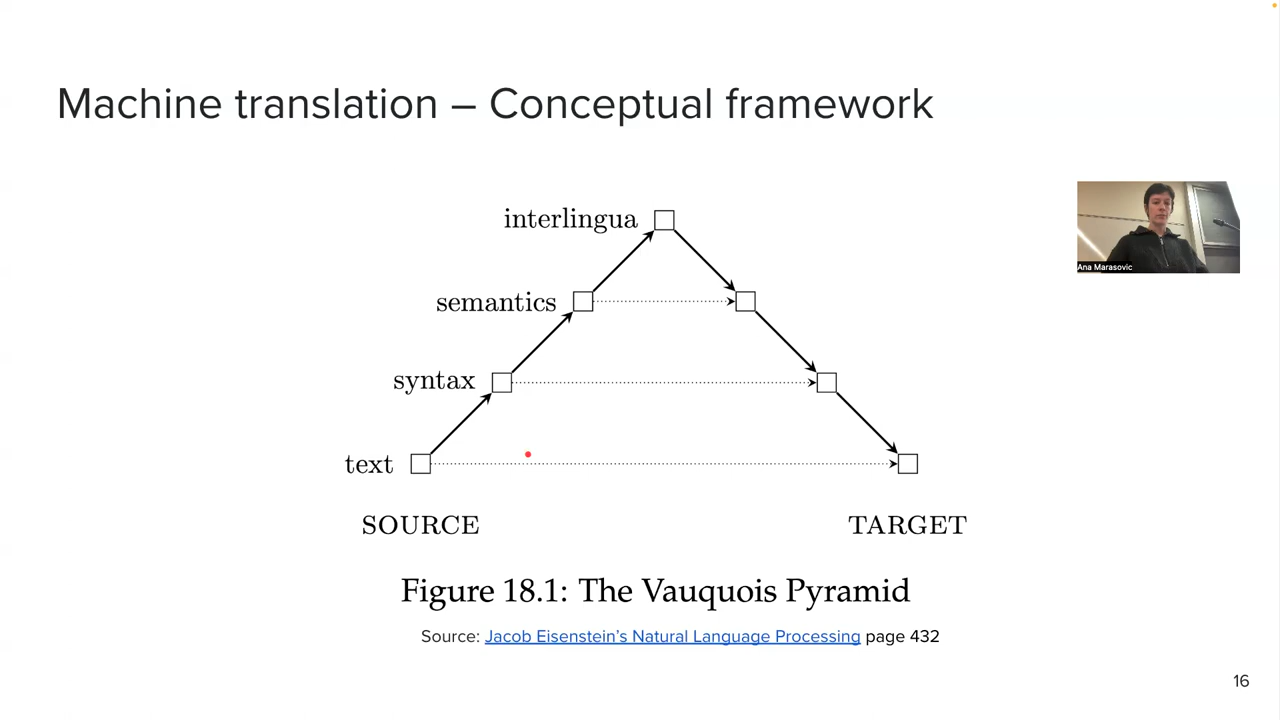 Machine translation – Conceptual framework
interlingua
semantics
syntax
text
SOURCE
TARGET
Figure 18.1: The Vauquois Pyramid
Source: Jacob Eisenstein’s Natural Language Processing page 432
Ana Marasovic
16